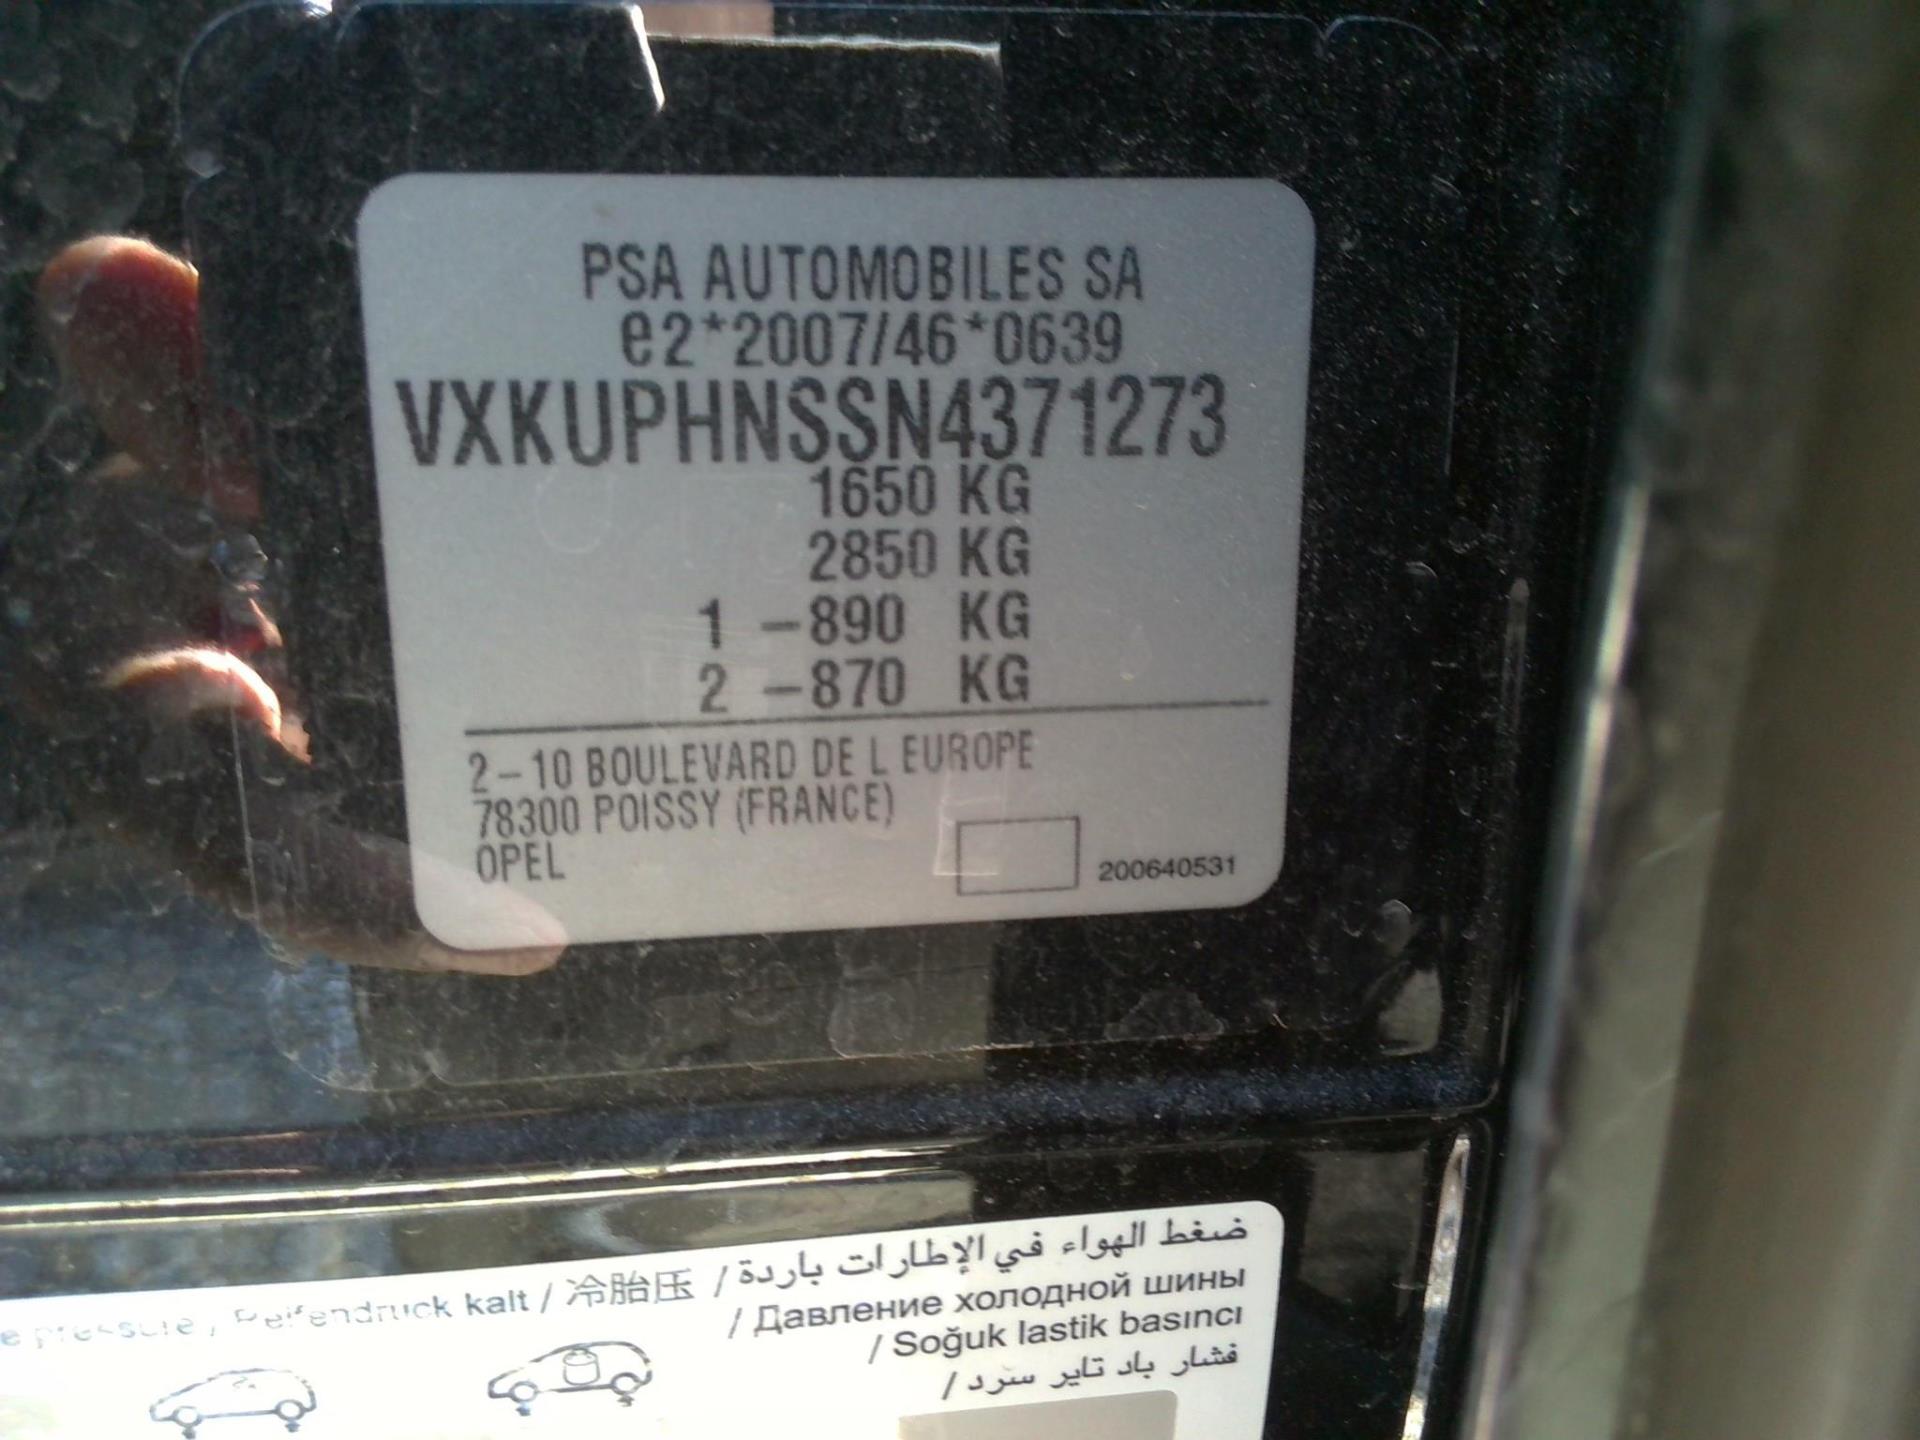 PSA AUTOMOBILES SA
e2*2007/46*0639
VXKUPHNSSN4371273
1650 KG
2850 KG
1 -890 KG
2 -870 KG
2-10 BOULEVARD DE L EUROPE
78300 POISSY (FRANCE)
OPEL
200640531
ضغط الهواء في الإطارات باردة /
e pressure / Reifendruck kalt / 冷胎压
/ Давление холодной шины
/ Soğuk lastik basıncı
فشار باد تایر سرد /